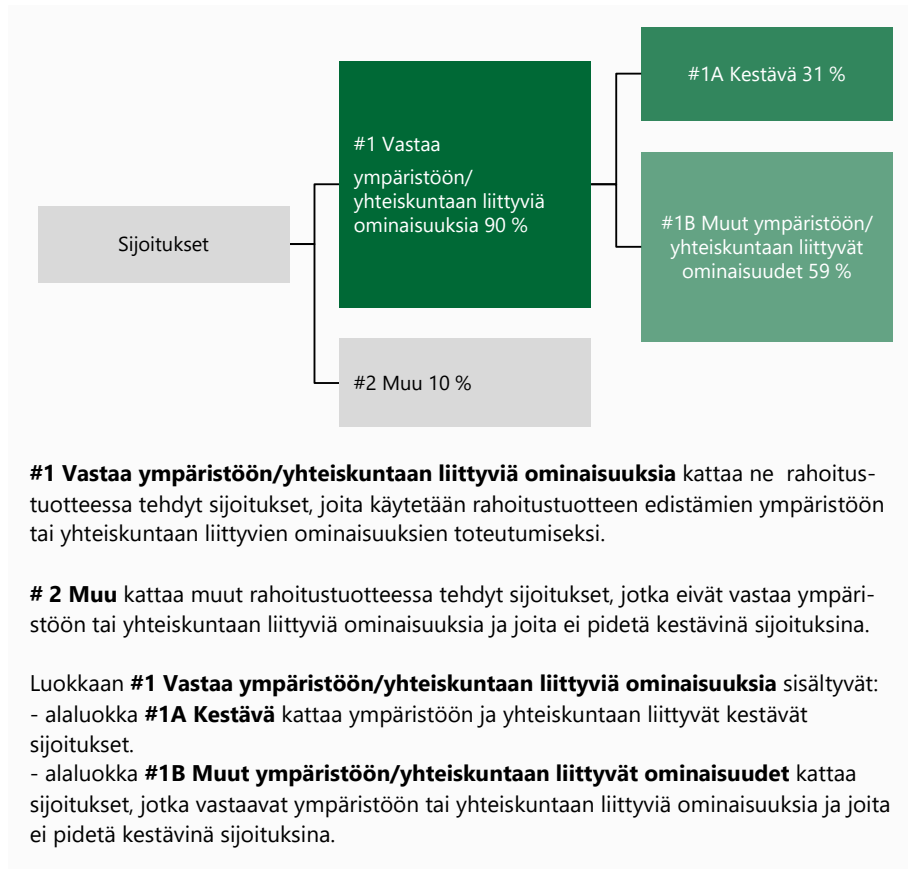 #1A Kestävä 31 %
#1 Vastaa
ympäristöön/
yhteiskuntaan liittyviä
ominaisuuksia 90 %
#1B Muut ympäristöön/
yhteiskuntaan liittyvät
ominaisuudet 59 %
Sijoitukset
#2 Muu 10 %
#1 Vastaa ympäristöön/yhteiskuntaan liittyviä ominaisuuksia kattaa ne rahoitus-
tuotteessa tehdyt sijoitukset, joita käytetään rahoitustuotteen edistämien ympäristöön
tai yhteiskuntaan liittyvien ominaisuuksien toteutumiseksi.
# 2 Muu kattaa muut rahoitustuotteessa tehdyt sijoitukset, jotka eivät vastaa ympäri-
stöön tai yhteiskuntaan liittyviä ominaisuuksia ja joita ei pidetä kestävinä sijoituksina.
Luokkaan #1 Vastaa ympäristöön/yhteiskuntaan liittyviä ominaisuuksia sisältyvät:
- alaluokka #1A Kestävä kattaa ympäristöön ja yhteiskuntaan liittyvät kestävät
sijoitukset.
- alaluokka #1B Muut ympäristöön/yhteiskuntaan liittyvät ominaisuudet kattaa
sijoitukset, jotka vastaavat ympäristöön tai yhteiskuntaan liittyviä ominaisuuksia ja joita
ei pidetä kestävinä sijoituksina.